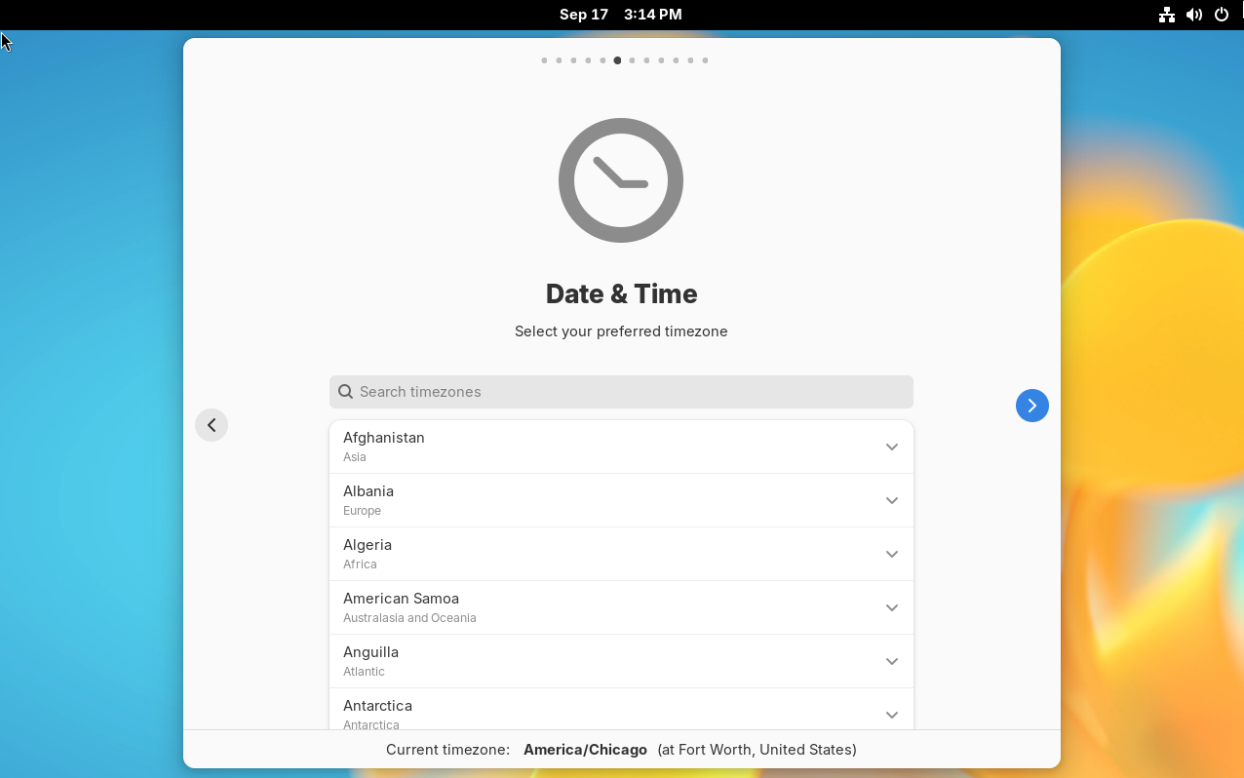 Sep 17 3:14 PM
Date & Time
Select your preferred timezone
Search timezones
Afghanistan
Asia
Albania
Europe
Algeria
Africa
American Samoa
Australasia and Oceania
Anguilla
Atlantic
Antarctica
Antarctica
Current timezone: America/Chicago (at Fort Worth, United States)